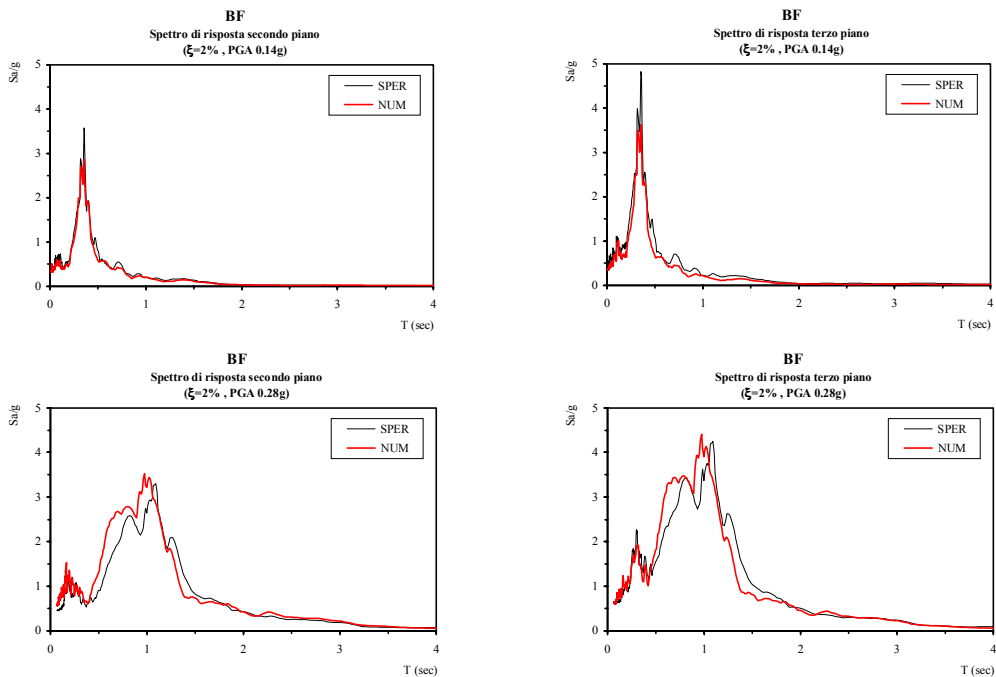 BF
Spettro di risposta secondo piano
(ξ=2% , PGA 0.14g)
Sa/g
5
4
3
2
1
0
0 1 2 3 4
T (sec)
SPER
NUM
BF
Spettro di risposta terzo piano
(ξ=2% , PGA 0.14g)
Sa/g
5
4
3
2
1
0
0 1 2 3 4
T (sec)
SPER
NUM
BF
Spettro di risposta secondo piano
(ξ=2% , PGA 0.28g)
Sa/g
5
4
3
2
1
0
0 1 2 3 4
T (sec)
SPER
NUM
BF
Spettro di risposta terzo piano
(ξ=2% , PGA 0.28g)
Sa/g
5
4
3
2
1
0
0 1 2 3 4
T (sec)
SPER
NUM